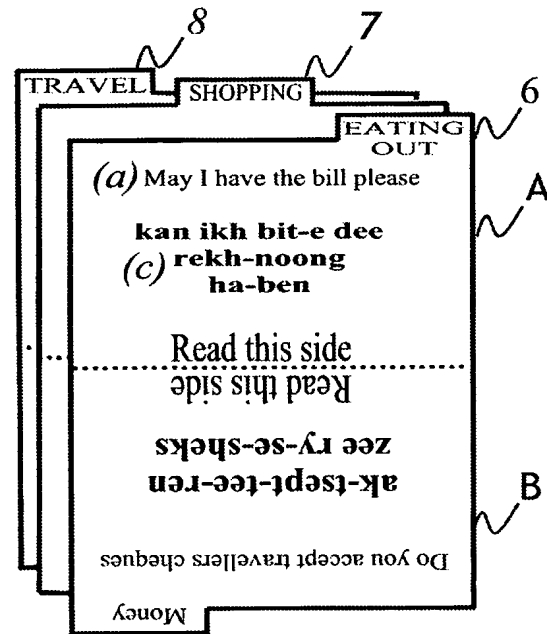 8
7
TRAVEL
SHOPPING
6
EATING
OUT
A
(a) May I have the bill please
kan ikh bit-e dee
(c) rekh-noong
ha-ben
Read this side
B
Money
Do you accept travellers cheques
ak-tsept-tee-ren
zee ry-se-sheks
Read this side